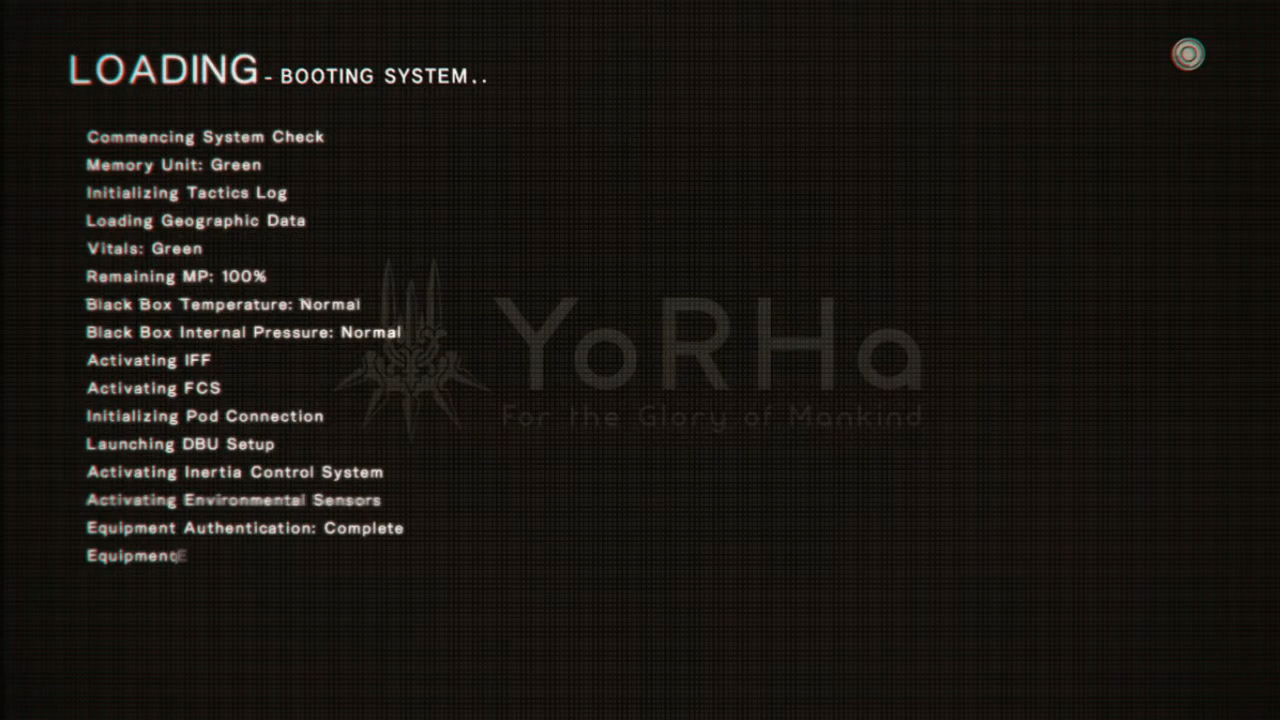 LOADING - BOOTING SYSTEM..
Commencing System Check
Memory Unit: Green
Initializing Tactics Log
Loading Geographic Data
Vitals: Green
Remaining MP: 100%
Black Box Temperature: Normal
Black Box Internal Pressure: Normal
Activating IFF
Activating FCS
Initializing Pod Connection
Launching DBU Setup
Activating Inertia Control System
Activating Environmental Sensors
Equipment Authentication: Complete
Equipment
YoRHa
For the Glory of Mankind